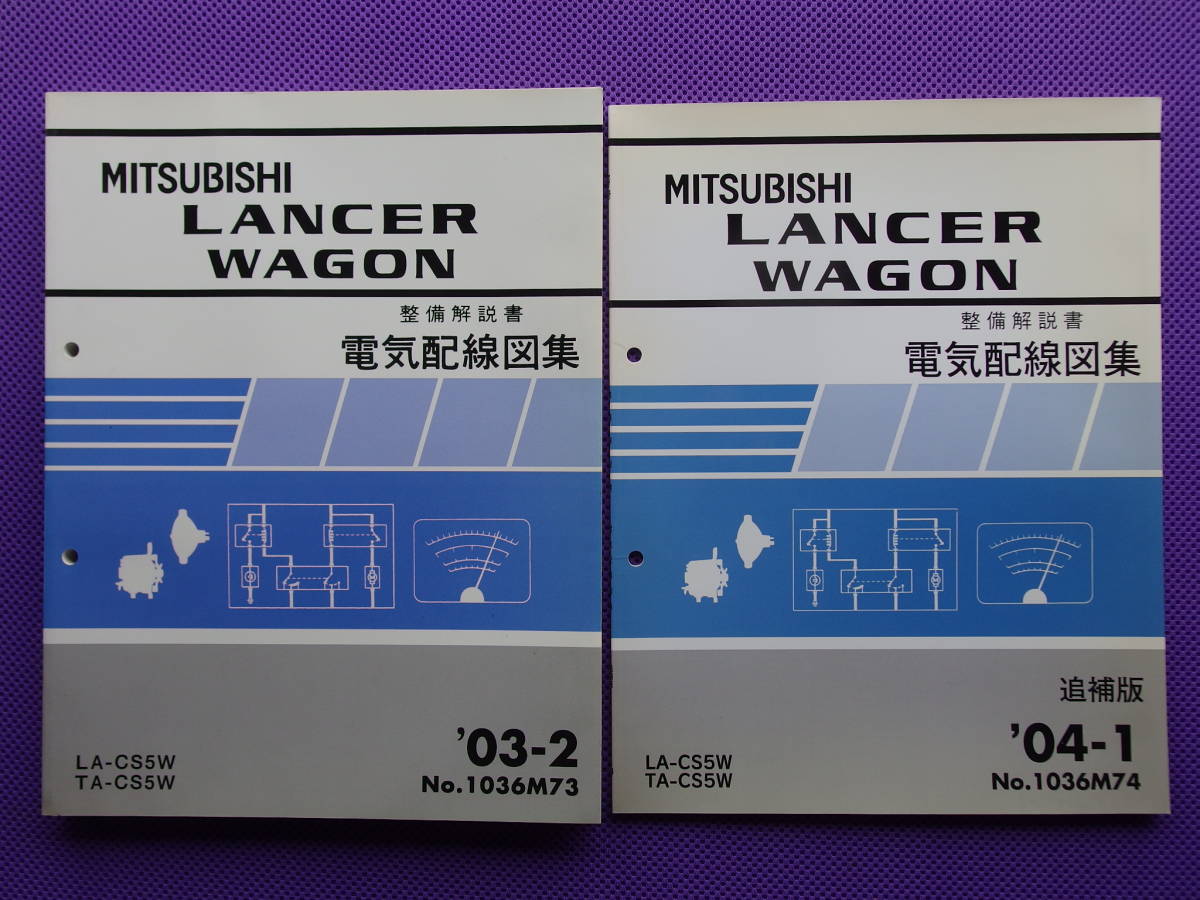 MITSUBISHI
LANCER
WAGON
整備解説書
電気配線図集
LA-CS5W
TA-CS5W
'03-2
No.1036M73
MITSUBISHI
LANCER
WAGON
整備解説書
電気配線図集
追補版
LA-CS5W
TA-CS5W
'04-1
No.1036M74